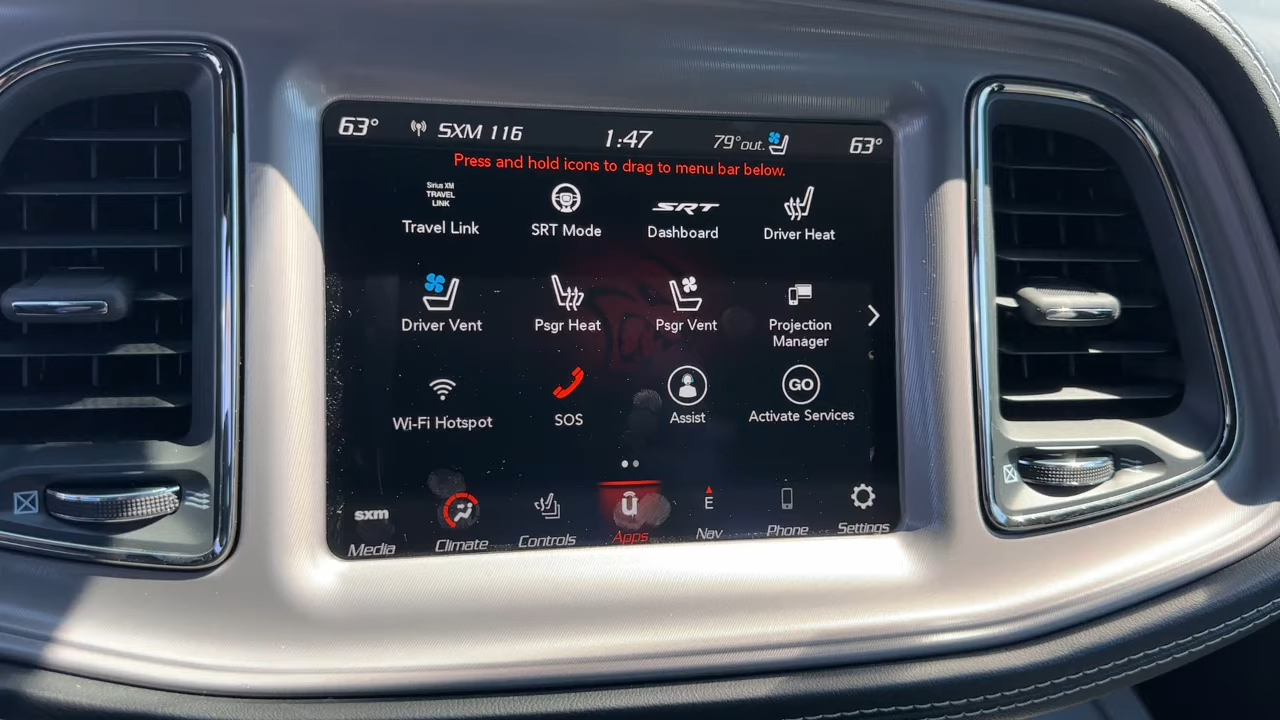 63° SXM 116 1:47 79°out. 63°
Press and hold icons to drag to menu bar below.
Sirius XM
TRAVEL
LINK
Travel Link
SRT Mode
SRT
Dashboard
Driver Heat
Driver Vent
Psgr Heat
Psgr Vent
Projection
Manager
Wi-Fi Hotspot
SOS
Assist
GO
Activate Services
sxm
Media
Climate
Controls
Apps
E
Nav
Phone
Settings